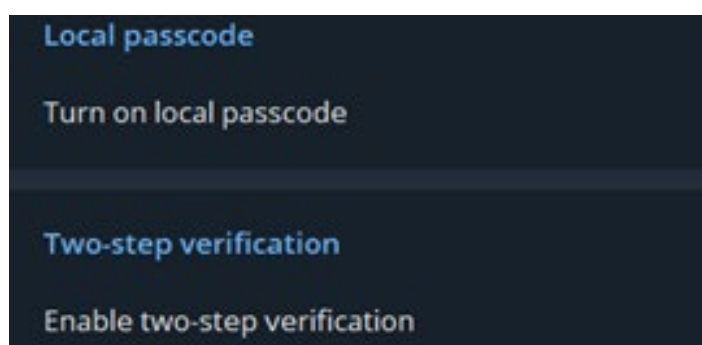 Local passcode
Turn on local passcode
Two-step verification
Enable two-step verification